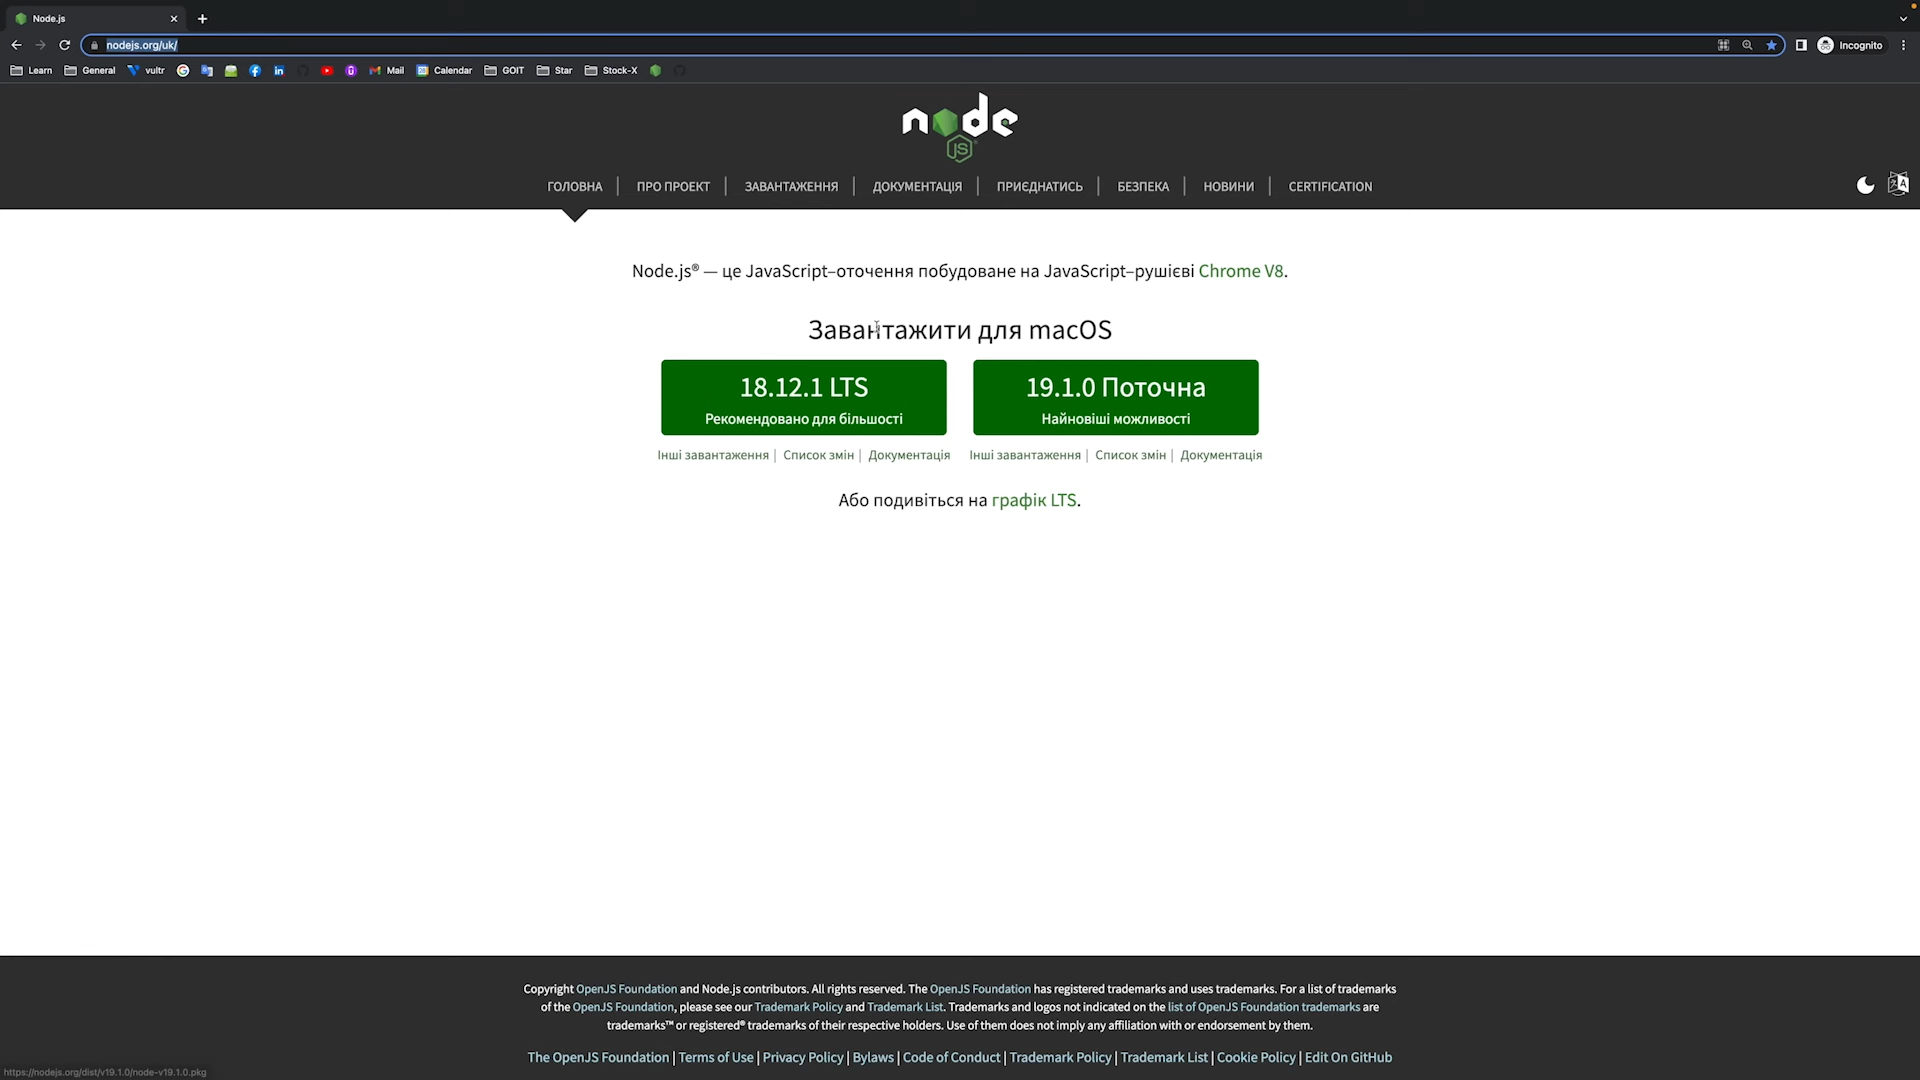 Node.js
nodejs.org/uk/
Incognito
Learn General vultr Mail Calendar GOIT Star Stock-X
node
JS
ГОЛОВНА | ПРО ПРОЕКТ | ЗАВАНТАЖЕННЯ | ДОКУМЕНТАЦІЯ | ПРИЄДНАТИСЬ | БЕЗПЕКА | НОВИНИ | CERTIFICATION
Node.js® — це JavaScript–оточення побудоване на JavaScript–рушієві Chrome V8.
Завантажити для macOS
18.12.1 LTS
Рекомендовано для більшості
19.1.0 Поточна
Найновіші можливості
Інші завантаження | Список змін | Документація
Інші завантаження | Список змін | Документація
Або подивіться на графік LTS.
Copyright OpenJS Foundation and Node.js contributors. All rights reserved. The OpenJS Foundation has registered trademarks and uses trademarks. For a list of trademarks
of the OpenJS Foundation, please see our Trademark Policy and Trademark List. Trademarks and logos not indicated on the list of OpenJS Foundation trademarks are
trademarks™ or registered® trademarks of their respective holders. Use of them does not imply any affiliation with or endorsement by them.
The OpenJS Foundation | Terms of Use | Privacy Policy | Bylaws | Code of Conduct | Trademark Policy | Trademark List | Cookie Policy | Edit On GitHub
https://nodejs.org/dist/v19.1.0/node-v19.1.0.pkg